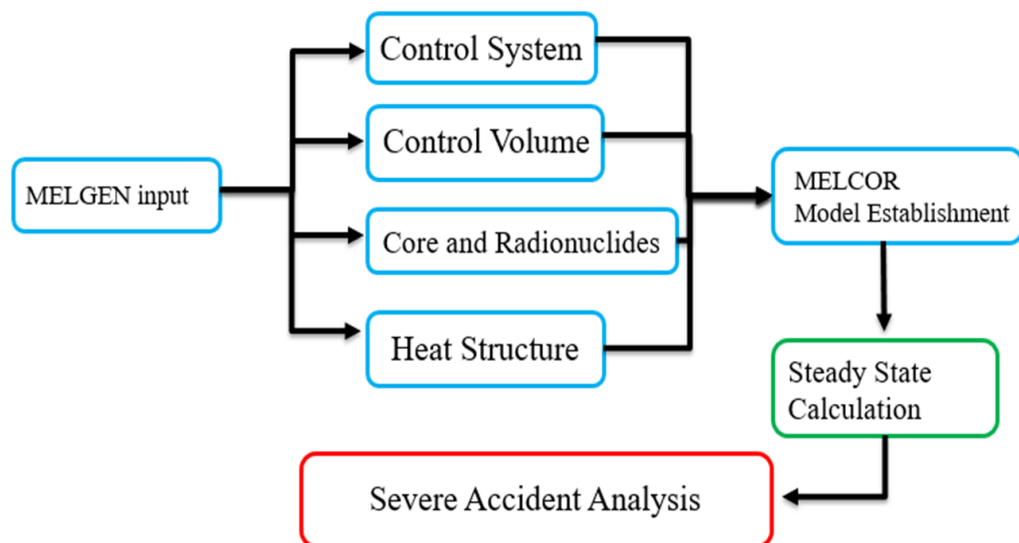 Control System
Control Volume
MELGEN input
Core and Radionuclides
Heat Structure
MELCOR
Model Establishment
Steady State
Calculation
Severe Accident Analysis